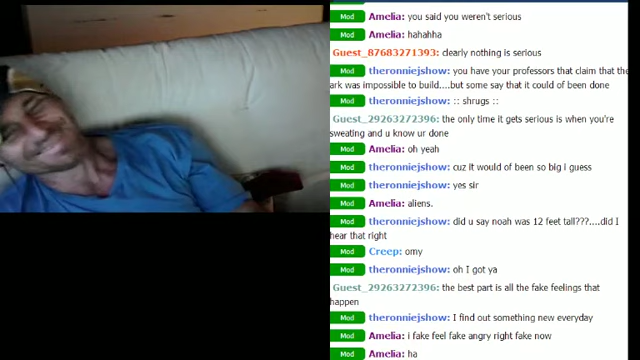 Mod Amelia: you said you weren't serious
Mod Amelia: hahahha
Guest_87683271393: clearly nothing is serious
Mod theronniejshow: you have your professors that claim that the
ark was impossible to build....but some say that it could of been done
Mod theronniejshow: :: shrugs ::
Guest_29263272396: the only time it gets serious is when you're
sweating and u know ur done
Mod Amelia: oh yeah
Mod theronniejshow: cuz it would of been so big i guess
Mod theronniejshow: yes sir
Mod Amelia: aliens.
Mod theronniejshow: did u say noah was 12 feet tall???....did I
hear that right
Mod Creep: omy
Mod theronniejshow: oh I got ya
Guest_29263272396: the best part is all the fake feelings that
happen
Mod theronniejshow: I find out something new everyday
Mod Amelia: i fake feel fake angry right fake now
Mod Amelia: ha